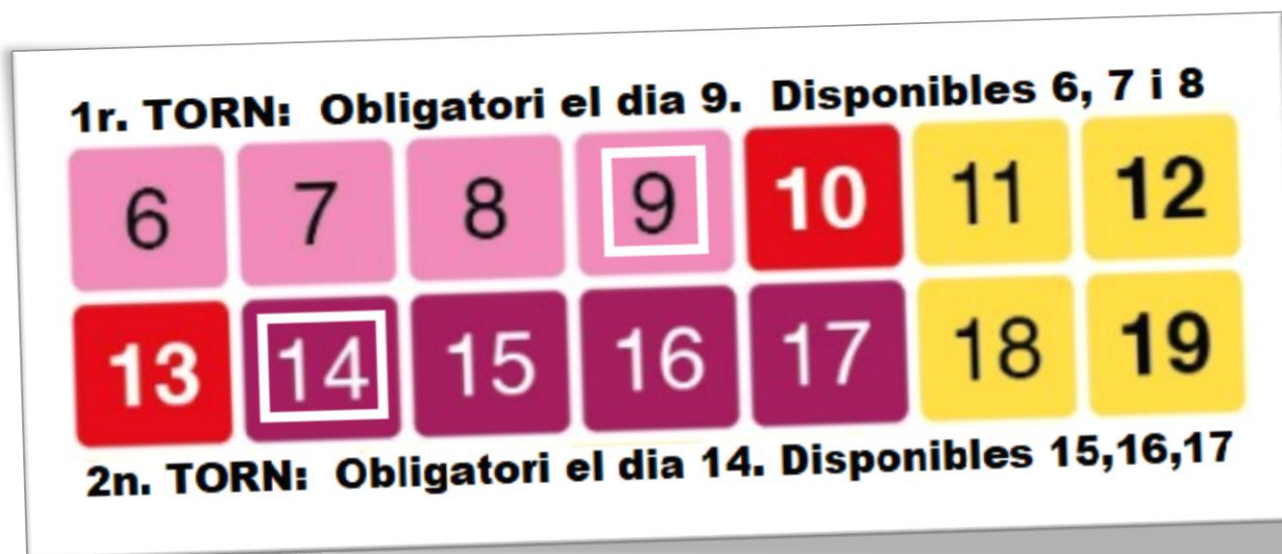 1r. TORN: Obligatori el dia 9. Disponibles 6, 7 i 8
6 7 8 9 10 11 12
13 14 15 16 17 18 19
2n. TORN: Obligatori el dia 14. Disponibles 15,16,17